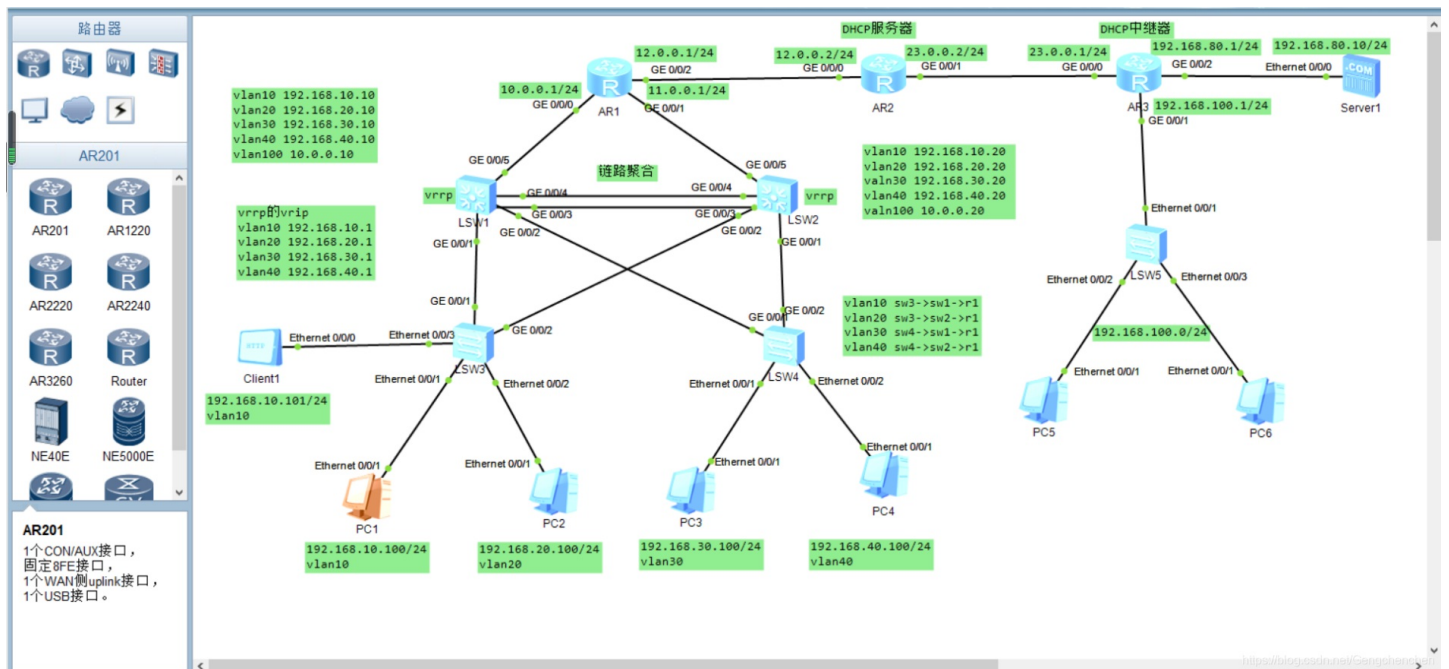 路由器
AR201
AR201
AR1220
AR2220
AR2240
AR3260
Router
NE40E
NE5000E
AR201
1个CON/AUX接口，
固定8FE接口，
1个WAN侧uplink接口，
1个USB接口。
R
vlan10 192.168.10.10
vlan20 192.168.20.10
vlan30 192.168.30.10
vlan40 192.168.40.10
vlan100 10.0.0.10
vrrp的vrip
vlan10 192.168.10.1
vlan20 192.168.20.1
vlan30 192.168.30.1
vlan40 192.168.40.1
12.0.0.1/24
GE 0/0/2
10.0.0.1/24
11.0.0.1/24
GE 0/0/0
GE 0/0/1
AR1
DHCP服务器
12.0.0.2/24
23.0.0.2/24
GE 0/0/0
GE 0/0/1
AR2
DHCP中继器
23.0.0.1/24
192.168.80.1/24
192.168.80.10/24
GE 0/0/0
GE 0/0/2
Ethernet 0/0/0
.COM
AR3
Server1
192.168.100.1/24
GE 0/0/1
GE 0/0/5
链路聚合
GE 0/0/5
vrrp
GE 0/0/4
GE 0/0/4
vrrp
LSW1
GE 0/0/3
GE 0/0/3
LSW2
GE 0/0/2
GE 0/0/2
GE 0/0/1
GE 0/0/1
vlan10 192.168.10.20
vlan20 192.168.20.20
valn30 192.168.30.20
vlan40 192.168.40.20
valn100 10.0.0.20
GE 0/0/1
GE 0/0/2
GE 0/0/1
GE 0/0/2
vlan10 sw3->sw1->r1
vlan20 sw3->sw2->r1
vlan30 sw4->sw1->r1
vlan40 sw4->sw2->r1
HTTP
Ethernet 0/0/0
Ethernet 0/0/3
Client1
192.168.10.101/24
vlan10
LSW3
Ethernet 0/0/1
Ethernet 0/0/2
LSW4
Ethernet 0/0/1
Ethernet 0/0/2
Ethernet 0/0/1
Ethernet 0/0/1
Ethernet 0/0/1
Ethernet 0/0/1
PC1
PC2
PC3
PC4
192.168.10.100/24
vlan10
192.168.20.100/24
vlan20
192.168.30.100/24
vlan30
192.168.40.100/24
vlan40
Ethernet 0/0/1
LSW5
Ethernet 0/0/2
Ethernet 0/0/3
192.168.100.0/24
Ethernet 0/0/1
Ethernet 0/0/1
PC5
PC6